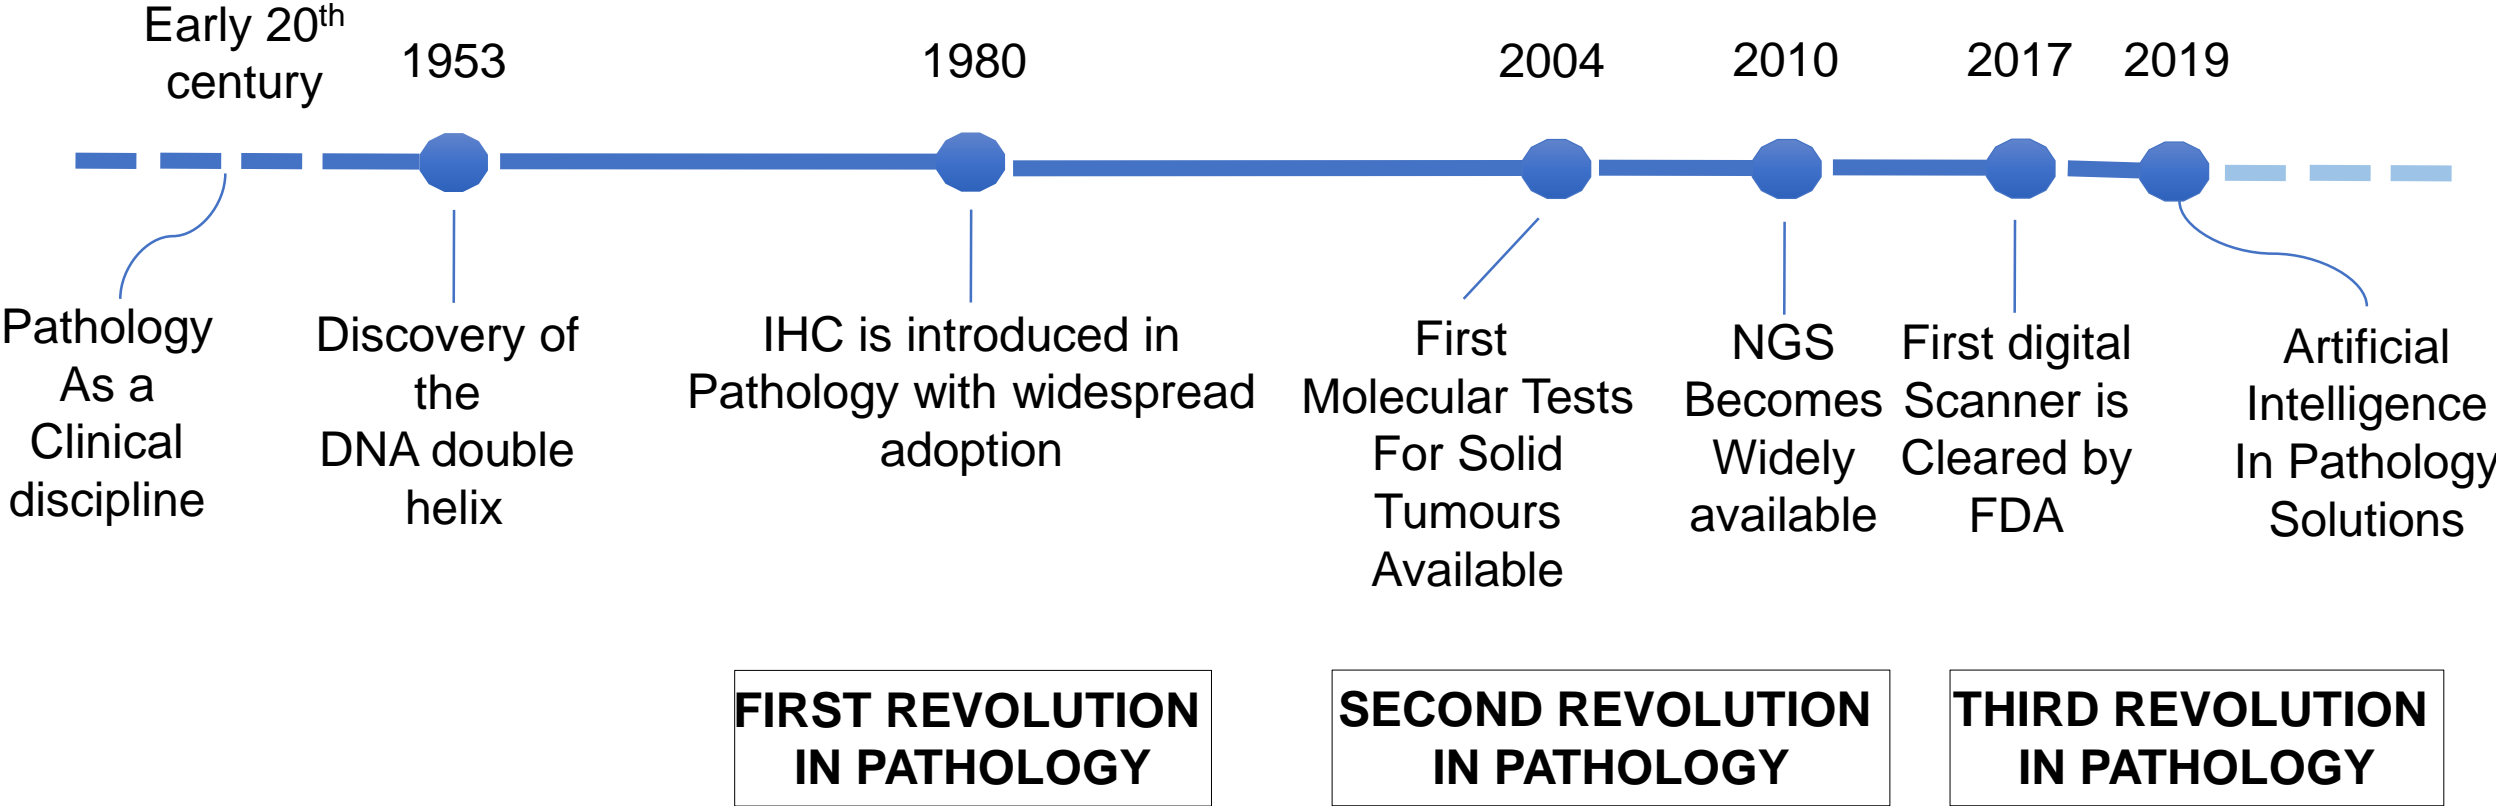 Early 20th
century
1953
1980
2004
2010
2017
2019
Pathology
As a
Clinical
discipline
Discovery of
the
DNA double
helix
IHC is introduced in
Pathology with widespread
adoption
First
Molecular Tests
For Solid
Tumours
Available
NGS
Becomes
Widely
available
First digital
Scanner is
Cleared by
FDA
Artificial
Intelligence
In Pathology
Solutions
FIRST REVOLUTION
IN PATHOLOGY
SECOND REVOLUTION
IN PATHOLOGY
THIRD REVOLUTION
IN PATHOLOGY